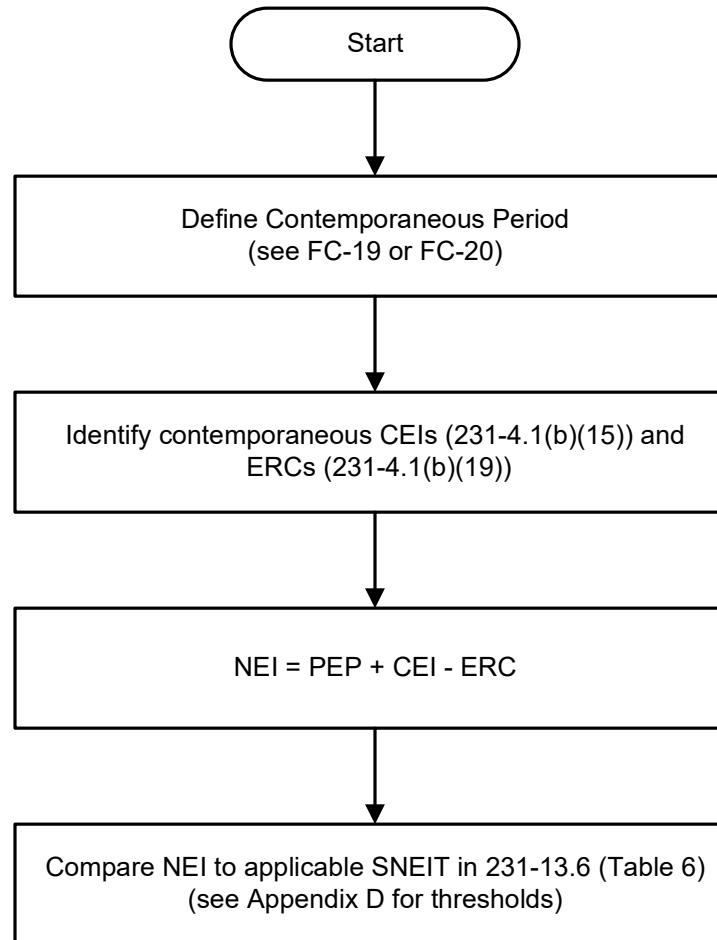 Start
Define Contemporaneous Period
(see FC-19 or FC-20)
Identify contemporaneous CEIs (231-4.1(b)(15)) and
ERCs (231-4.1(b)(19))
NEI = PEP + CEI - ERC
Compare NEI to applicable SNEIT in 231-13.6 (Table 6)
(see Appendix D for thresholds)